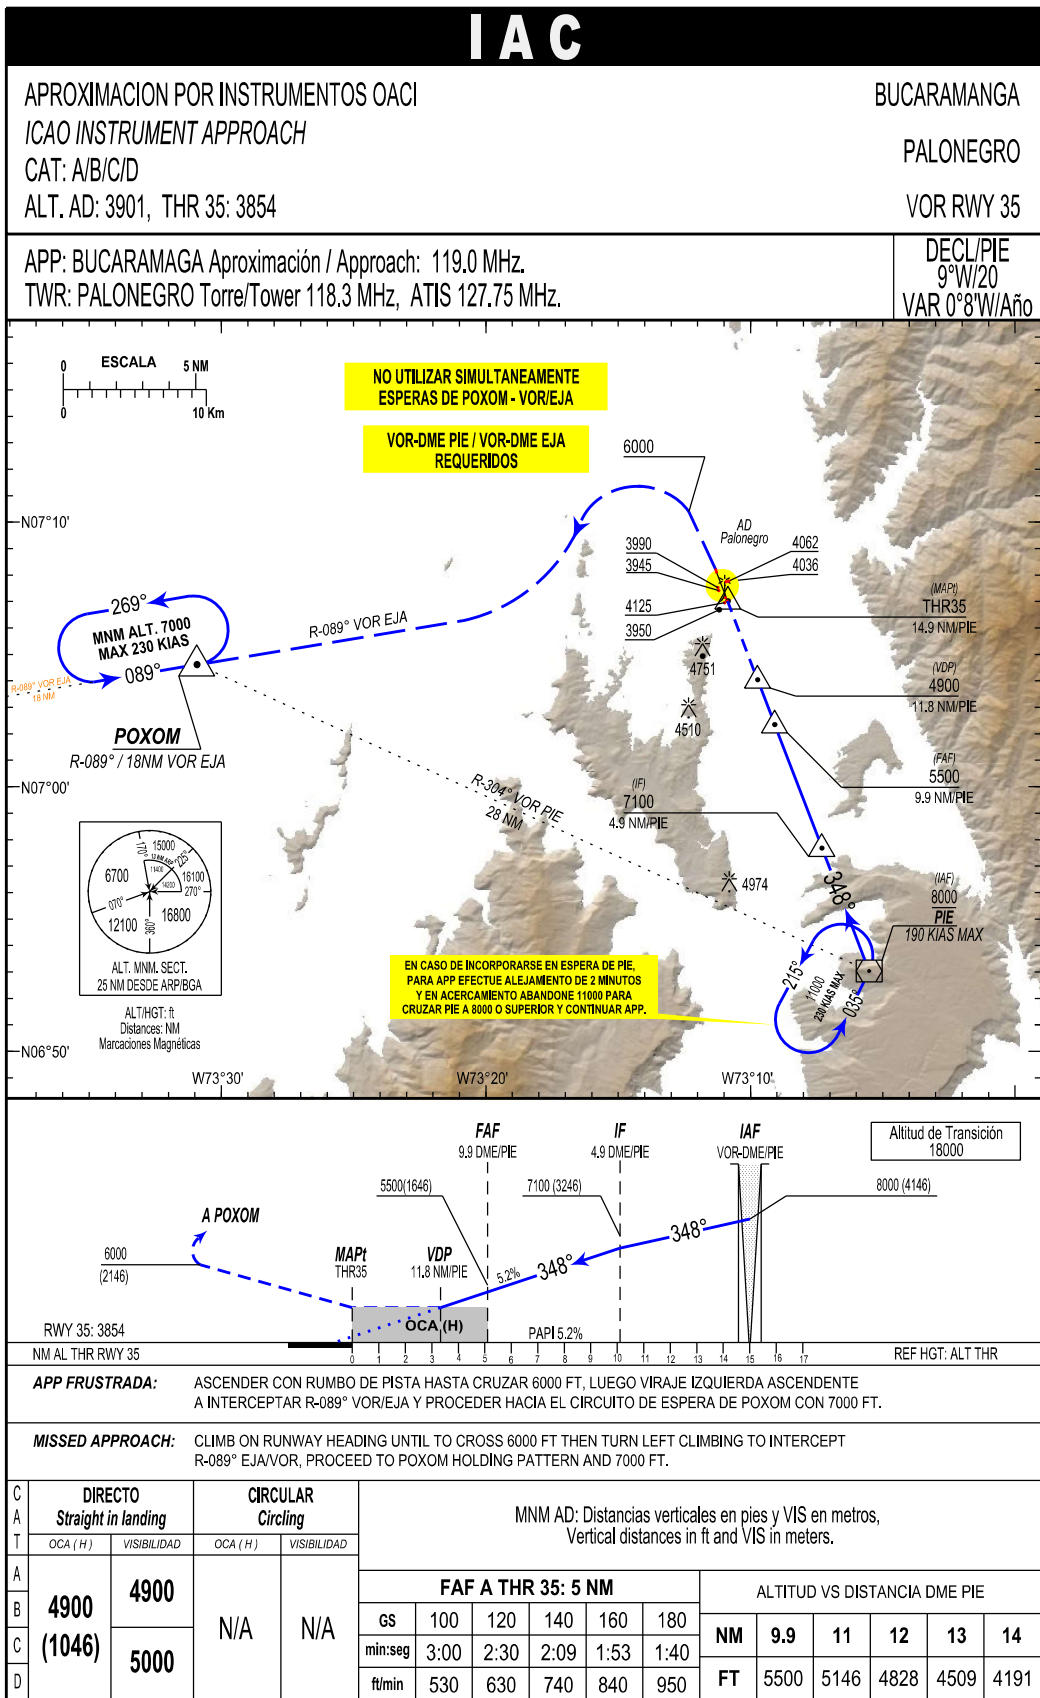 IAC
APROXIMACION POR INSTRUMENTOS OACI
ICAO INSTRUMENT APPROACH
CAT: A/B/C/D
ALT. AD: 3901, THR 35: 3854
BUCARAMANGA
PALONEGRO
VOR RWY 35
APP: BUCARAMAGA Aproximación / Approach: 119.0 MHz.
TWR: PALONEGRO Torre/Tower 118.3 MHz, ATIS 127.75 MHz.
DECL/PIE
9°W/20
VAR 0°8'W/Año
0 ESCALA 5 NM
0 10 Km
NO UTILIZAR SIMULTANEAMENTE
ESPERAS DE POXOM - VOR/EJA
VOR-DME PIE / VOR-DME EJA
REQUERIDOS
6000
N07°10'
AD
Palonegro
3990
3945
4062
4036
4125
3950
(MAPt)
THR35
14.9 NM/PIE
269°
MNM ALT. 7000
MAX 230 KIAS
089°
R-089° VOR EJA
R-089° VOR EJA
18 NM
4751
(VDP)
4900
11.8 NM/PIE
4510
POXOM
R-089° / 18NM VOR EJA
(FAF)
5500
9.9 NM/PIE
N07°00'
R-304° VOR PIE
28 NM
(IF)
7100
4.9 NM/PIE
348°
4974
(IAF)
8000
PIE
190 KIAS MAX
170°
15000
12 NM ARP
225°
11400
6700
16100
14200
270°
070°
12100
360°
16800
ALT. MNM. SECT.
25 NM DESDE ARP/BGA
ALT/HGT: ft
Distances: NM
Marcaciones Magnéticas
EN CASO DE INCORPORARSE EN ESPERA DE PIE,
PARA APP EFECTUE ALEJAMIENTO DE 2 MINUTOS
Y EN ACERCAMIENTO ABANDONE 11000 PARA
CRUZAR PIE A 8000 O SUPERIOR Y CONTINUAR APP.
215°
11000
230 KIAS MAX
035°
N06°50'
W73°30'
W73°20'
W73°10'
FAF
9.9 DME/PIE
IF
4.9 DME/PIE
IAF
VOR-DME/PIE
Altitud de Transición
18000
5500(1646)
7100 (3246)
8000 (4146)
A POXOM
348°
6000
(2146)
MAPt
THR35
VDP
11.8 NM/PIE
5.2%
348°
OCA (H)
PAPI 5.2%
RWY 35: 3854
NM AL THR RWY 35
0 1 2 3 4 5 6 7 8 9 10 11 12 13 14 15 16 17
REF HGT: ALT THR
APP FRUSTRADA: ASCENDER CON RUMBO DE PISTA HASTA CRUZAR 6000 FT, LUEGO VIRAJE IZQUIERDA ASCENDENTE
A INTERCEPTAR R-089° VOR/EJA Y PROCEDER HACIA EL CIRCUITO DE ESPERA DE POXOM CON 7000 FT.
MISSED APPROACH: CLIMB ON RUNWAY HEADING UNTIL TO CROSS 6000 FT THEN TURN LEFT CLIMBING TO INTERCEPT
R-089° EJA/VOR, PROCEED TO POXOM HOLDING PATTERN AND 7000 FT.
CAT
DIRECTO
Straight in landing
CIRCULAR
Circling
OCA ( H ) VISIBILIDAD OCA ( H ) VISIBILIDAD
A
B
C
D
4900
(1046)
4900
5000
N/A
N/A
MNM AD: Distancias verticales en pies y VIS en metros,
Vertical distances in ft and VIS in meters.
FAF A THR 35: 5 NM
GS 100 120 140 160 180
min:seg 3:00 2:30 2:09 1:53 1:40
ft/min 530 630 740 840 950
ALTITUD VS DISTANCIA DME PIE
NM 9.9 11 12 13 14
FT 5500 5146 4828 4509 4191